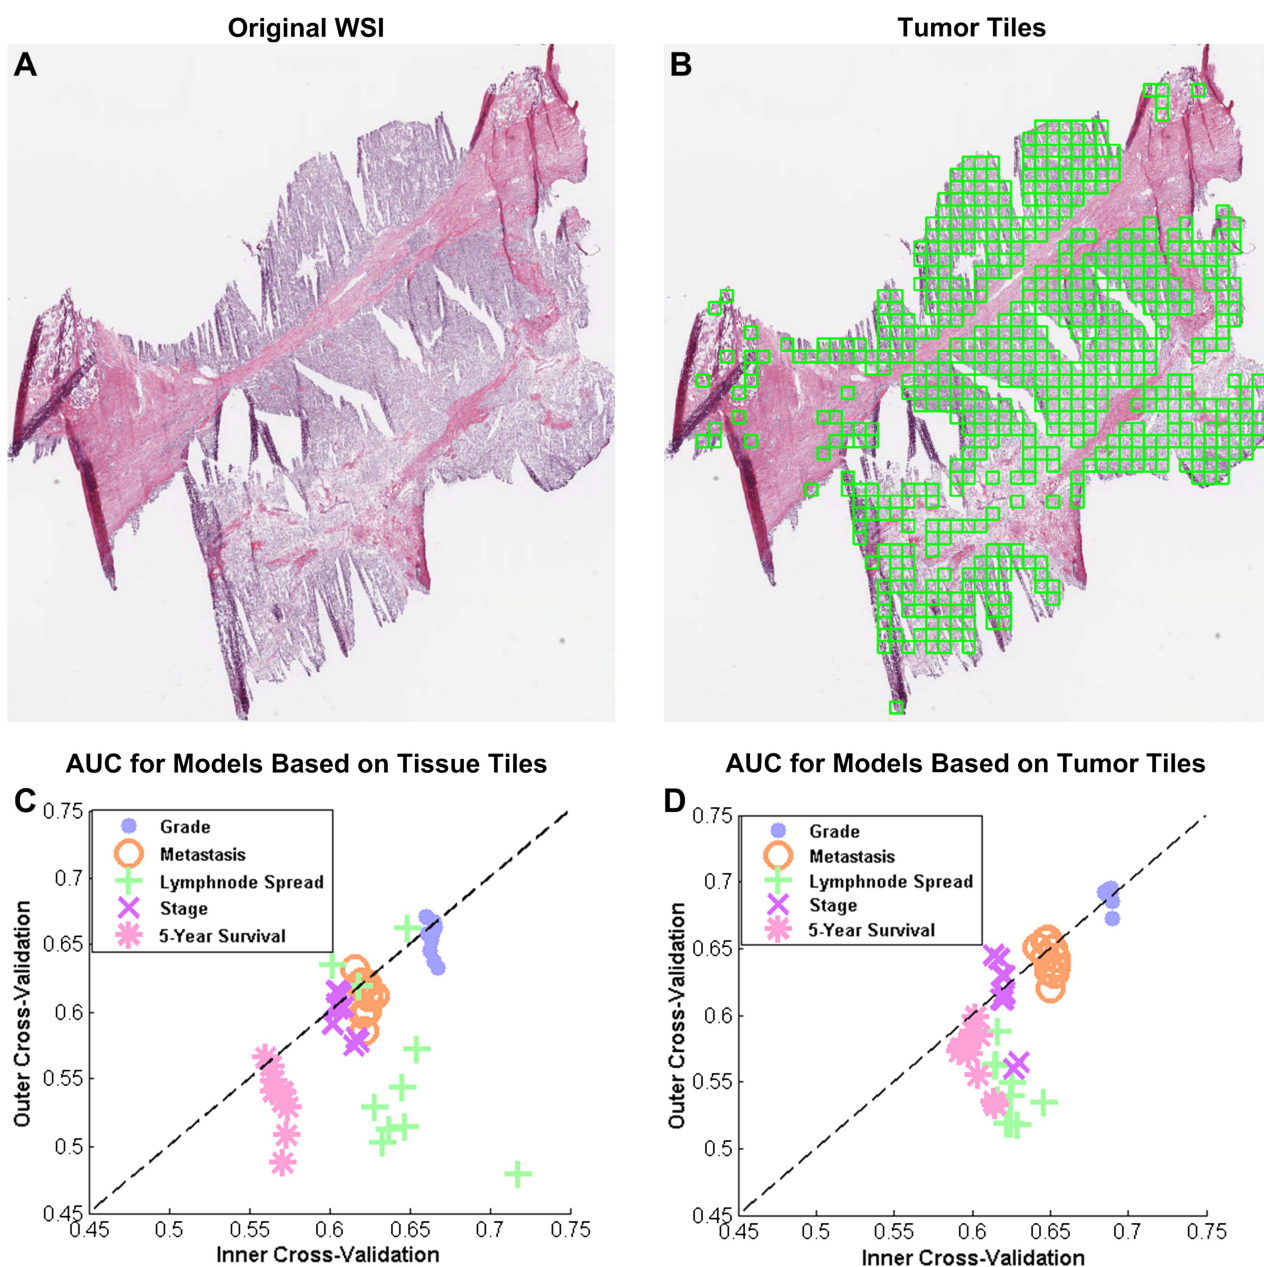 Original WSI
Tumor Tiles
A
B
AUC for Models Based on Tissue Tiles
AUC for Models Based on Tumor Tiles
C
0.75
0.7
0.65
0.6
0.55
0.5
0.45
Outer Cross-Validation
Grade
Metastasis
Lymphnode Spread
Stage
5-Year Survival
0.45
0.5
0.55
0.6
0.65
0.7
0.75
Inner Cross-Validation
D
0.75
0.7
0.65
0.6
0.55
0.5
0.45
Outer Cross-Validation
Grade
Metastasis
Lymphnode Spread
Stage
5-Year Survival
0.45
0.5
0.55
0.6
0.65
0.7
0.75
Inner Cross-Validation